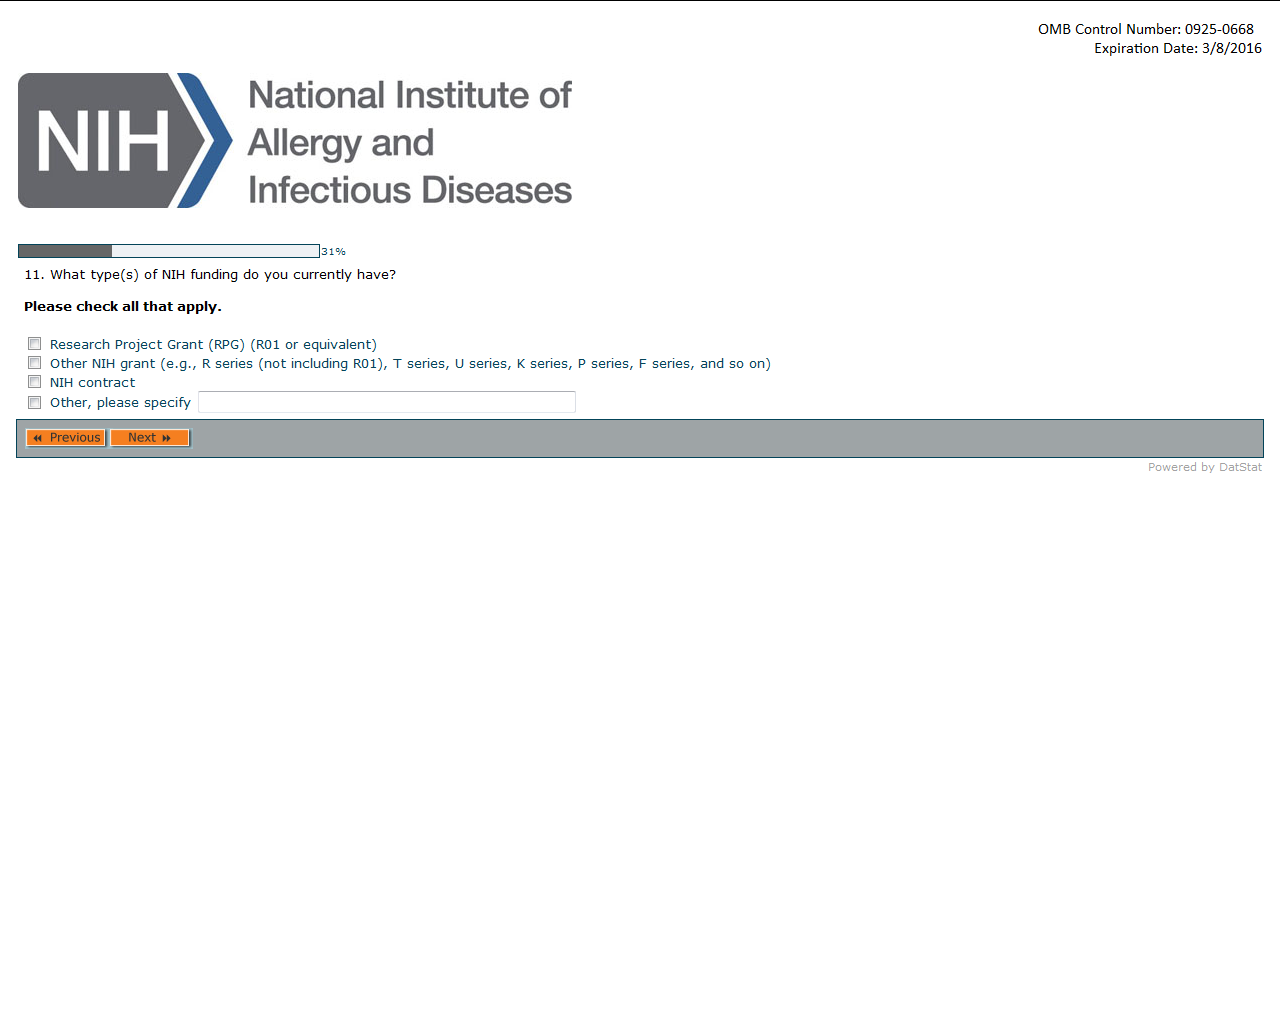 OMB Control Number: 0925-0668
Expiration Date: 3/8/2016
NIH
National Institute of
Allergy and
Infectious Diseases
31%
11. What type(s) of NIH funding do you currently have?
Please check all that apply.
Research Project Grant (RPG) (R01 or equivalent)
Other NIH grant (e.g., R series (not including R01), T series, U series, K series, P series, F series, and so on)
NIH contract
Other, please specify
Previous Next
Powered by DatStat